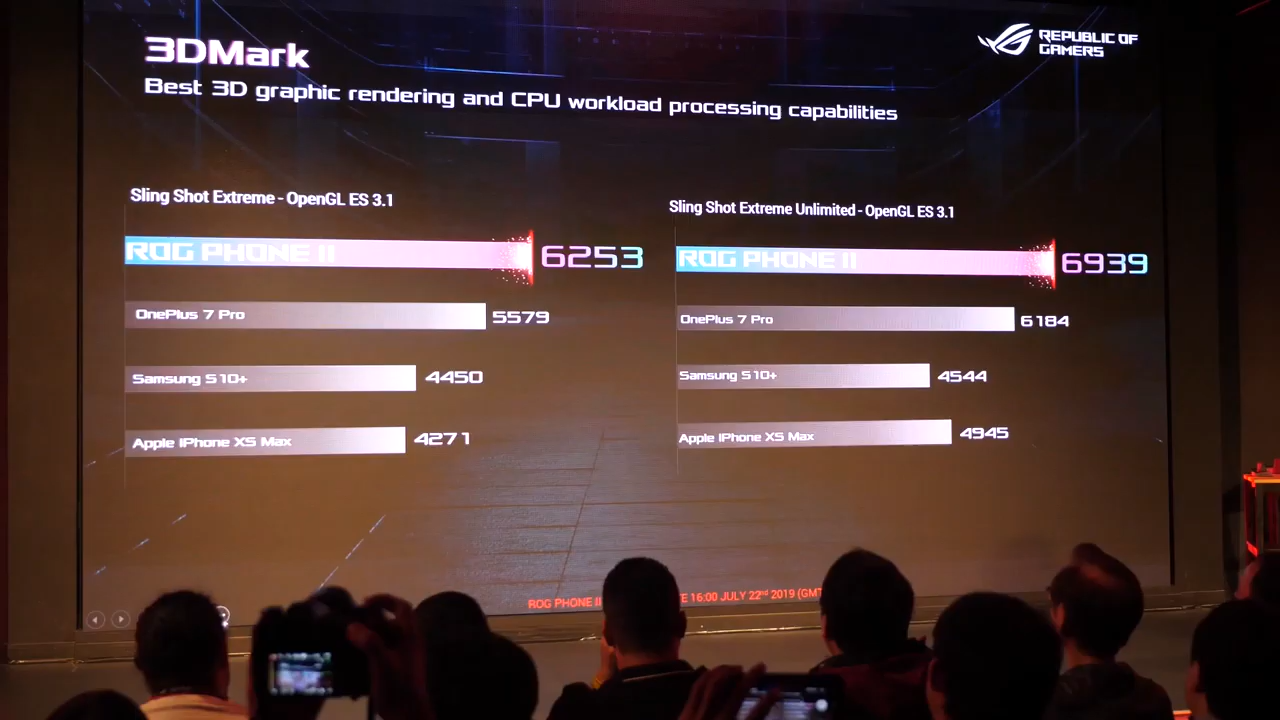 3DMark
REPUBLIC OF
GAMERS
Best 3D graphic rendering and CPU workload processing capabilities
Sling Shot Extreme - OpenGL ES 3.1
ROG PHONE II 6253
OnePlus 7 Pro 5579
Samsung S10+ 4450
Apple iPhone XS Max 4271
Sling Shot Extreme Unlimited - OpenGL ES 3.1
ROG PHONE II 6939
OnePlus 7 Pro 6184
Samsung S10+ 4544
Apple iPhone XS Max 4945
ROG PHONE 16:00 JULY 22nd 2019 (GMT